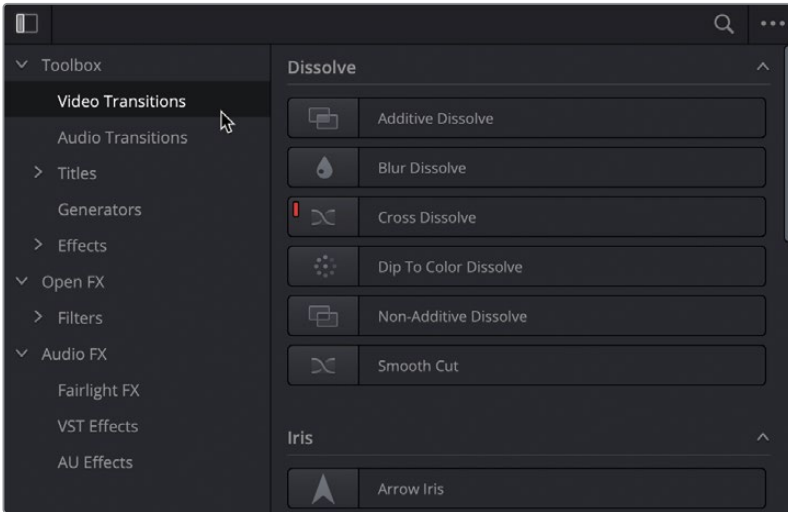 Toolbox
Video Transitions
Audio Transitions
Titles
Generators
Effects
Open FX
Filters
Audio FX
Fairlight FX
VST Effects
AU Effects
Dissolve
Additive Dissolve
Blur Dissolve
Cross Dissolve
Dip To Color Dissolve
Non-Additive Dissolve
Smooth Cut
Iris
Arrow Iris